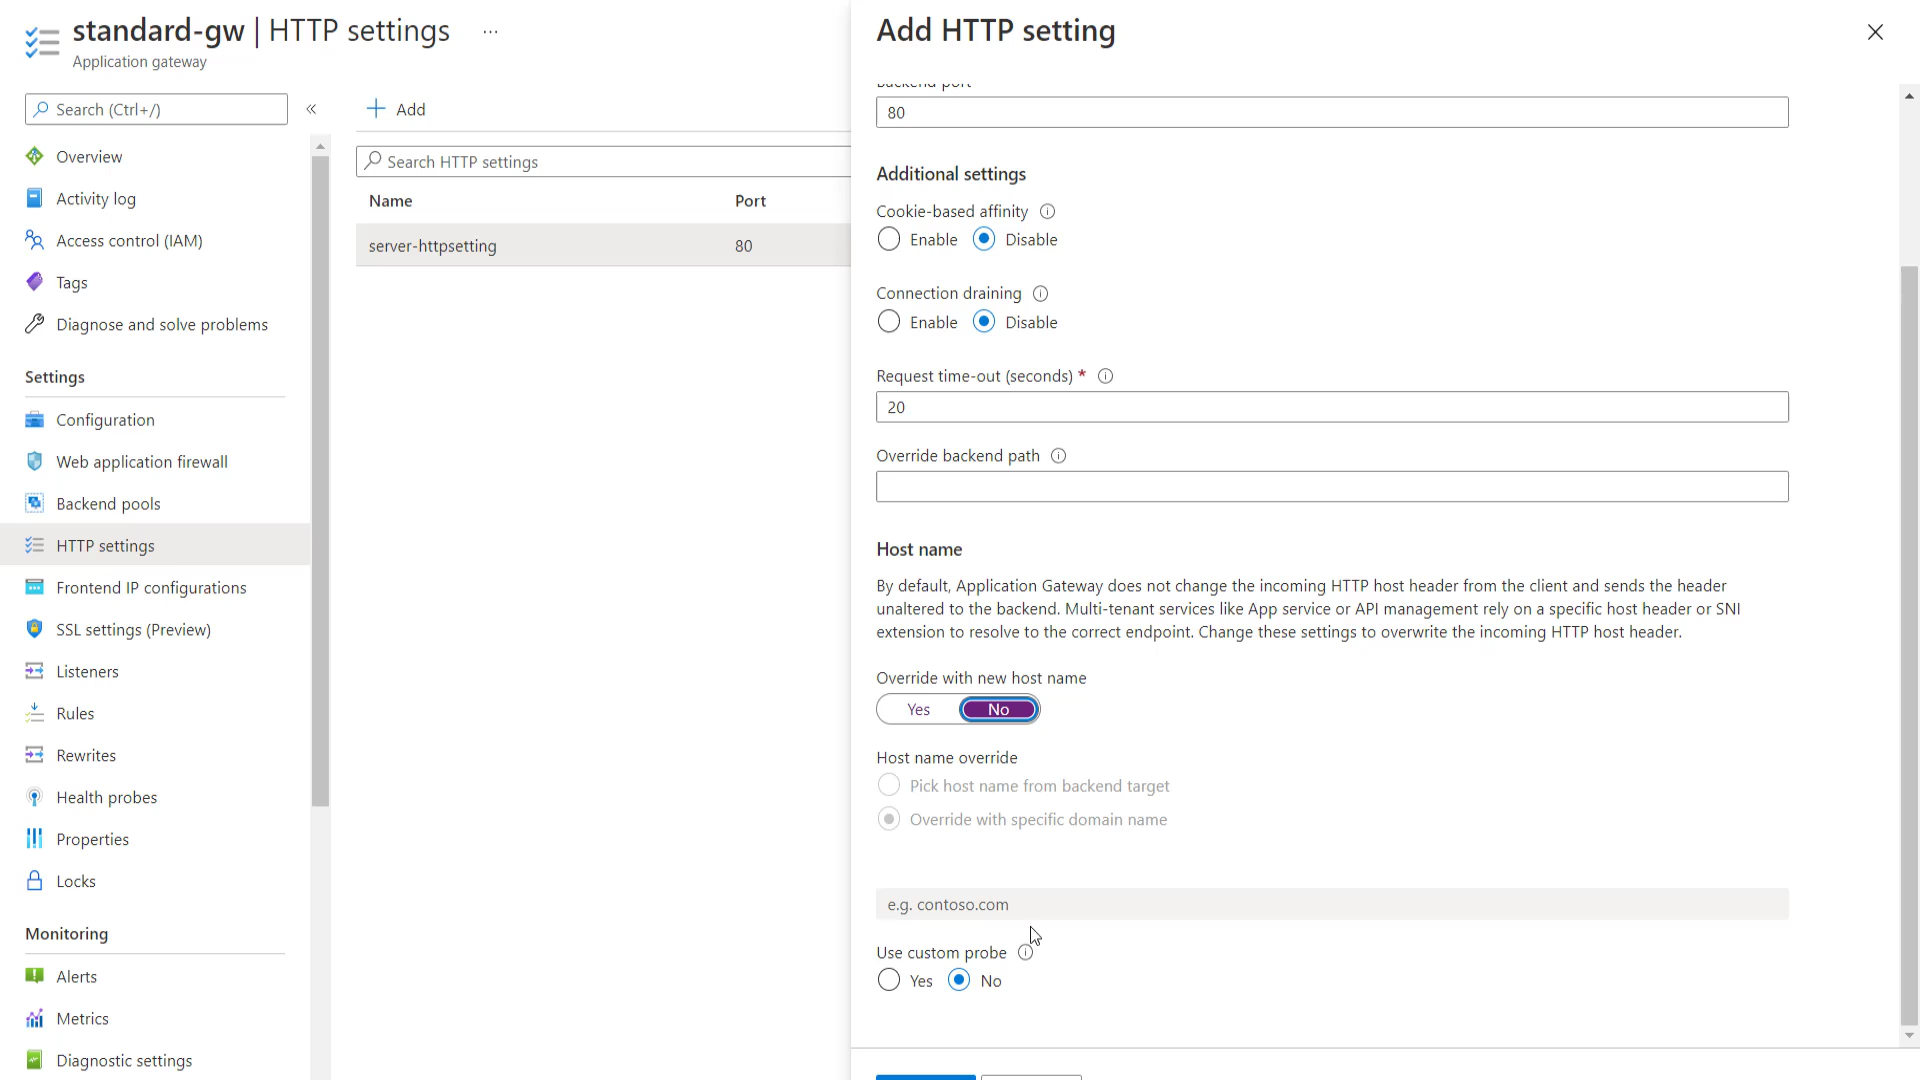 standard-gw | HTTP settings ...
Application gateway
Search (Ctrl+/)
«
Overview
Activity log
Access control (IAM)
Tags
Diagnose and solve problems
Settings
Configuration
Web application firewall
Backend pools
HTTP settings
Frontend IP configurations
SSL settings (Preview)
Listeners
Rules
Rewrites
Health probes
Properties
Locks
Monitoring
Alerts
Metrics
Diagnostic settings
+ Add
Search HTTP settings
Name Port
server-httpsetting 80
Add HTTP setting
Backend port
80
Additional settings
Cookie-based affinity
Enable Disable
Connection draining
Enable Disable
Request time-out (seconds) *
20
Override backend path
Host name
By default, Application Gateway does not change the incoming HTTP host header from the client and sends the header
unaltered to the backend. Multi-tenant services like App service or API management rely on a specific host header or SNI
extension to resolve to the correct endpoint. Change these settings to overwrite the incoming HTTP host header.
Override with new host name
Yes No
Host name override
Pick host name from backend target
Override with specific domain name
e.g. contoso.com
Use custom probe
Yes No